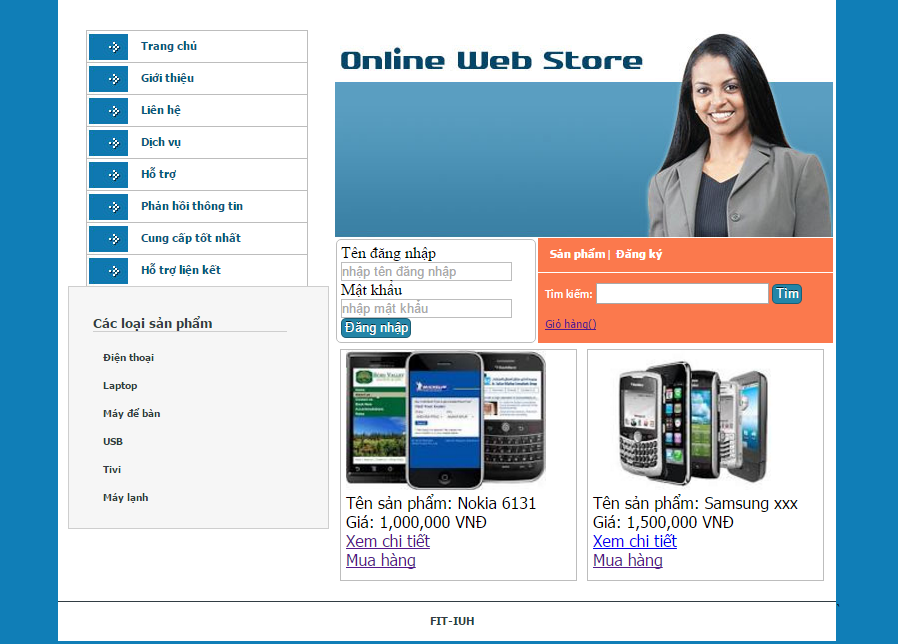 Trang chủ
Giới thiệu
Liên hệ
Dịch vụ
Hỗ trợ
Phản hồi thông tin
Cung cấp tốt nhất
Hỗ trợ liện kết
Các loại sản phẩm
Điện thoại
Laptop
Máy để bàn
USB
Tivi
Máy lạnh
Online Web Store
Tên đăng nhập
nhập tên đăng nhập
Mật khẩu
nhập mật khẩu
Đăng nhập
Sản phẩm | Đăng ký
Tìm kiếm: Tìm
Giỏ hàng()
Tên sản phẩm: Nokia 6131
Giá: 1,000,000 VNĐ
Xem chi tiết
Mua hàng
Tên sản phẩm: Samsung xxx
Giá: 1,500,000 VNĐ
Xem chi tiết
Mua hàng
FIT-IUH